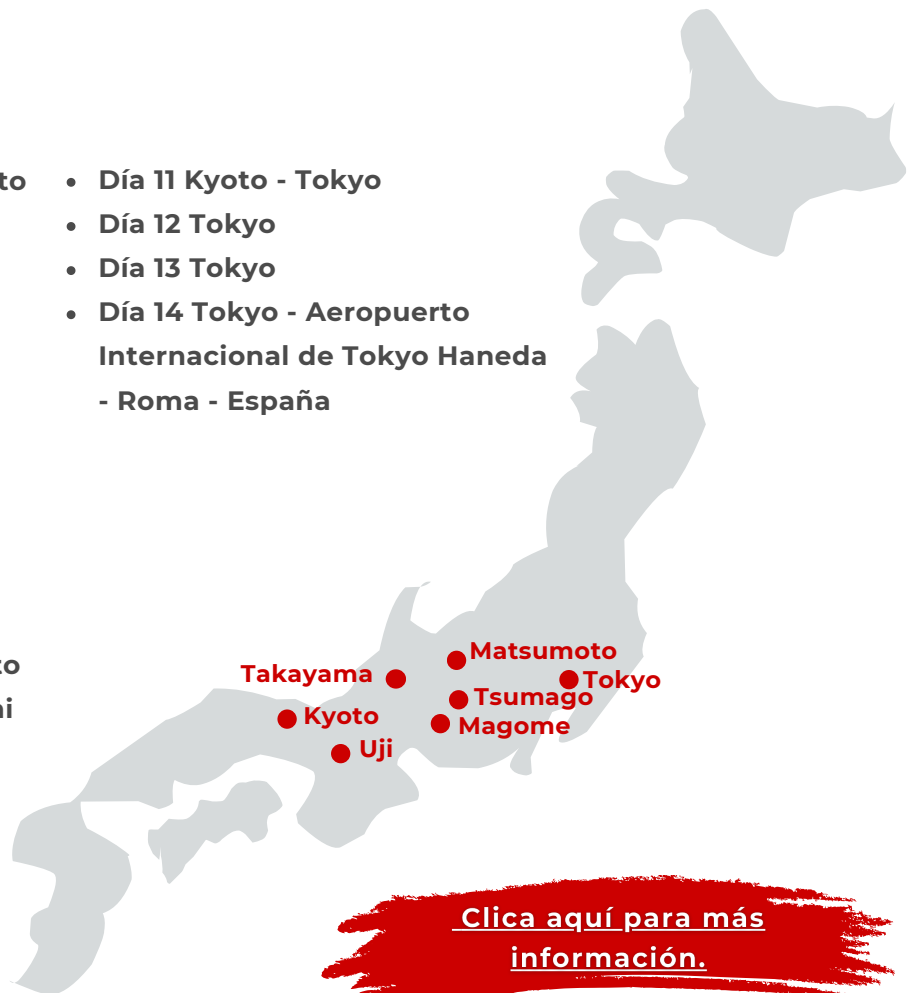 to
• Día 11 Kyoto - Tokyo
• Día 12 Tokyo
• Día 13 Tokyo
• Día 14 Tokyo - Aeropuerto
Internacional de Tokyo Haneda
- Roma - España
Matsumoto
Takayama
Tokyo
Tsumago
Kyoto
Magome
Uji
Clica aquí para más
información.